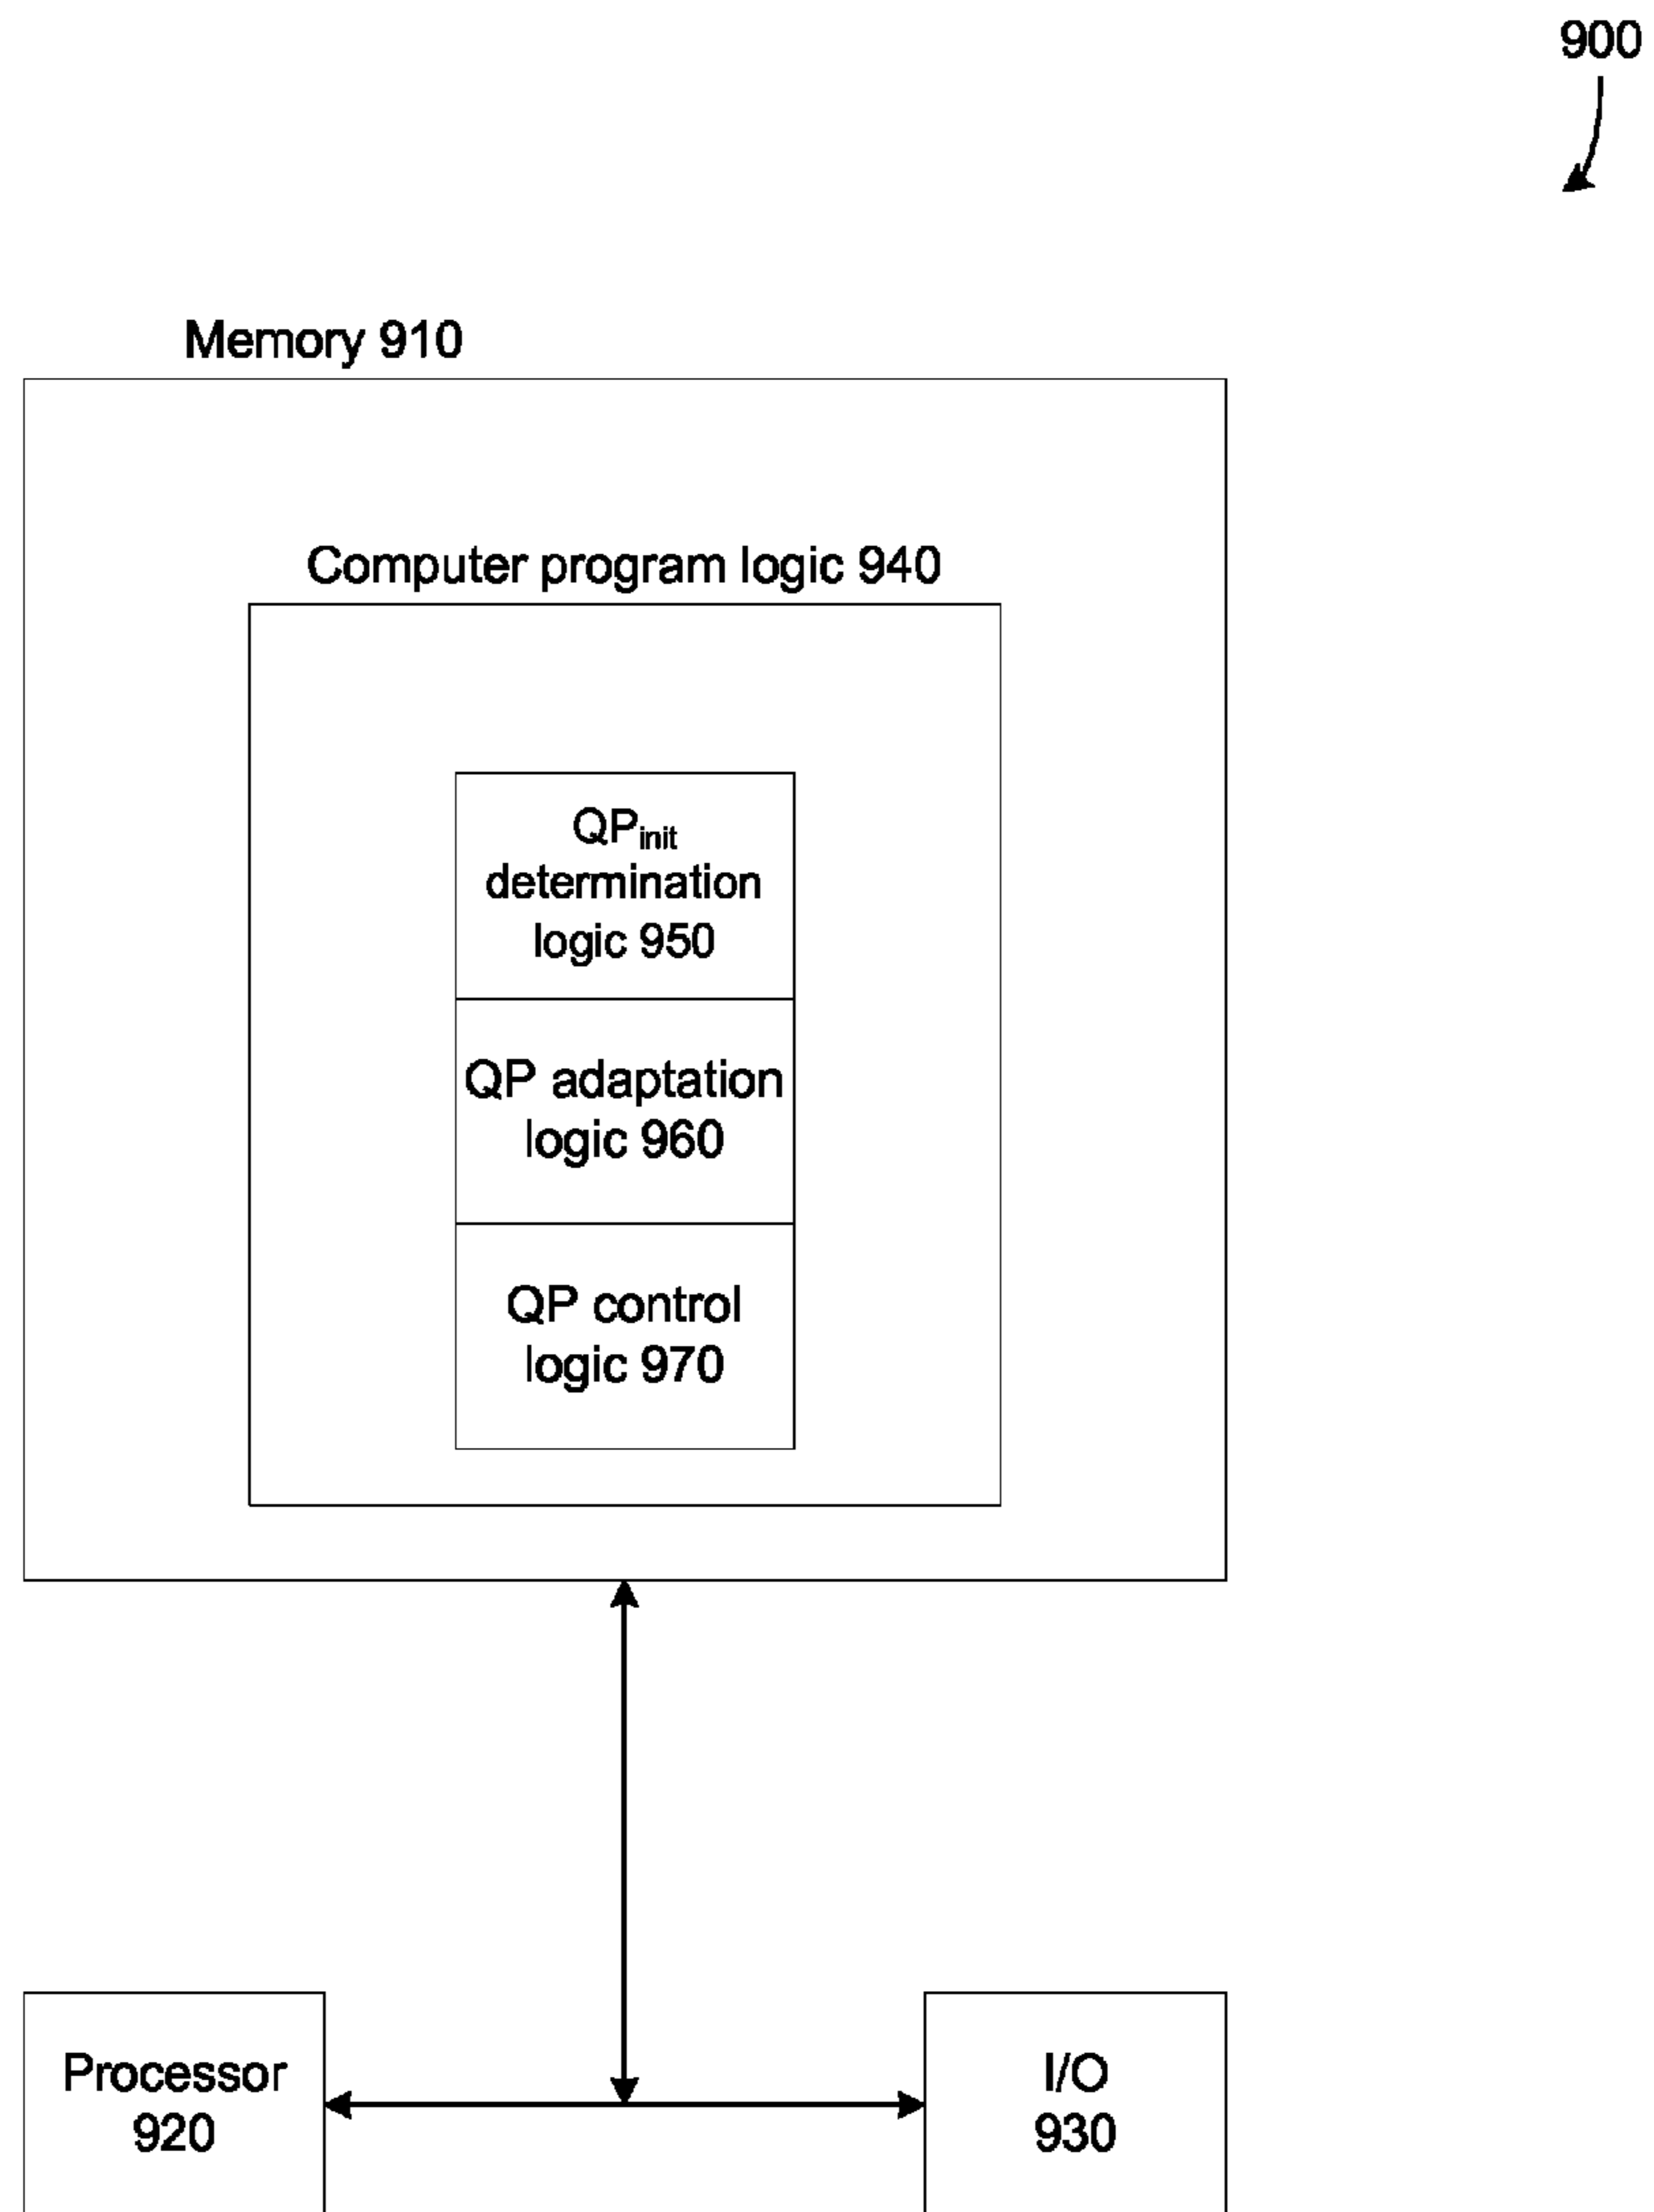 900
Memory 910
Computer program logic 940
QPinit
determination
logic 950
QP adaptation
logic 960
QP control
logic 970
Processor
920
I/O
930